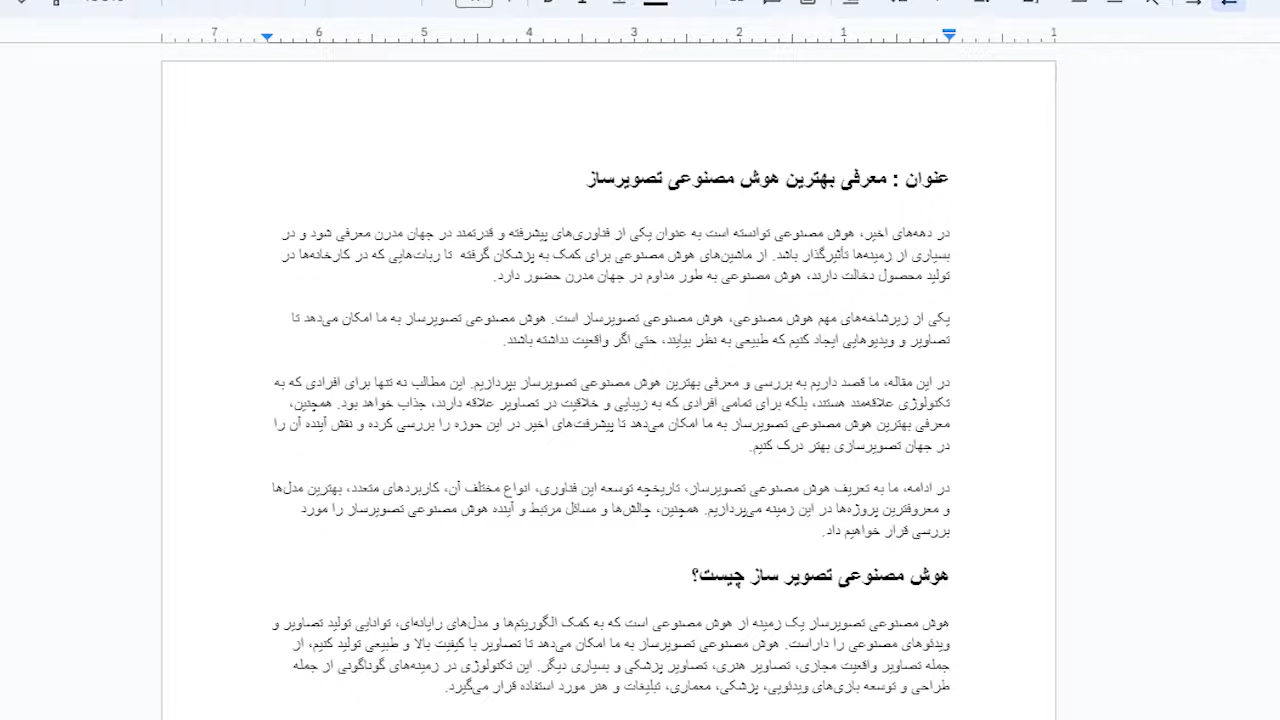 7 6 5 4 3 2 1 1
عنوان : معرفی بهترین هوش مصنوعی تصویرساز
در دهه‌های اخیر، هوش مصنوعی توانسته است به عنوان یکی از فناوری‌های پیشرفته و قدرتمند در جهان مدرن معرفی شود و در
بسیاری از زمینه‌ها تأثیرگذار باشد. از ماشین‌های هوش مصنوعی برای کمک به پزشکان گرفته تا ربات‌هایی که در کارخانه‌ها در
تولید محصول دخالت دارند، هوش مصنوعی به طور مداوم در جهان مدرن حضور دارد.
یکی از زیرشاخه‌های مهم هوش مصنوعی، هوش مصنوعی تصویرساز است. هوش مصنوعی تصویرساز به ما امکان می‌دهد تا
تصاویر و ویدیوهایی ایجاد کنیم که طبیعی به نظر بیایند، حتی اگر واقعیت نداشته باشند.
در این مقاله، ما قصد داریم به بررسی و معرفی بهترین هوش مصنوعی تصویرساز بپردازیم. این مطالب نه تنها برای افرادی که به
تکنولوژی علاقه‌مند هستند، بلکه برای تمامی افرادی که به زیبایی و خلاقیت در تصاویر علاقه دارند، جذاب خواهد بود. همچنین،
معرفی بهترین هوش مصنوعی تصویرساز به ما امکان می‌دهد تا پیشرفت‌های اخیر در این حوزه را بررسی کرده و نقش آینده آن را
در جهان تصویرسازی بهتر درک کنیم.
در ادامه، ما به تعریف هوش مصنوعی تصویرساز، تاریخچه توسعه این فناوری، انواع مختلف آن، کاربردهای متعدد، بهترین مدل‌ها
و معروفترین پروژه‌ها در این زمینه می‌پردازیم. همچنین، چالش‌ها و مسائل مرتبط و آینده هوش مصنوعی تصویرساز را مورد
بررسی قرار خواهیم داد.
هوش مصنوعی تصویر ساز چیست؟
هوش مصنوعی تصویرساز یک زمینه از هوش مصنوعی است که به کمک الگوریتم‌ها و مدل‌های رایانه‌ای، توانایی تولید تصاویر و
ویدئوهای مصنوعی را داراست. هوش مصنوعی تصویرساز به ما امکان می‌دهد تا تصاویر با کیفیت بالا و طبیعی تولید کنیم، از
جمله تصاویر واقعیت مجازی، تصاویر هنری، تصاویر پزشکی و بسیاری دیگر. این تکنولوژی در زمینه‌های گوناگونی از جمله
طراحی و توسعه بازی‌های ویدئویی، پزشکی، معماری، تبلیغات و هنر مورد استفاده قرار می‌گیرد.